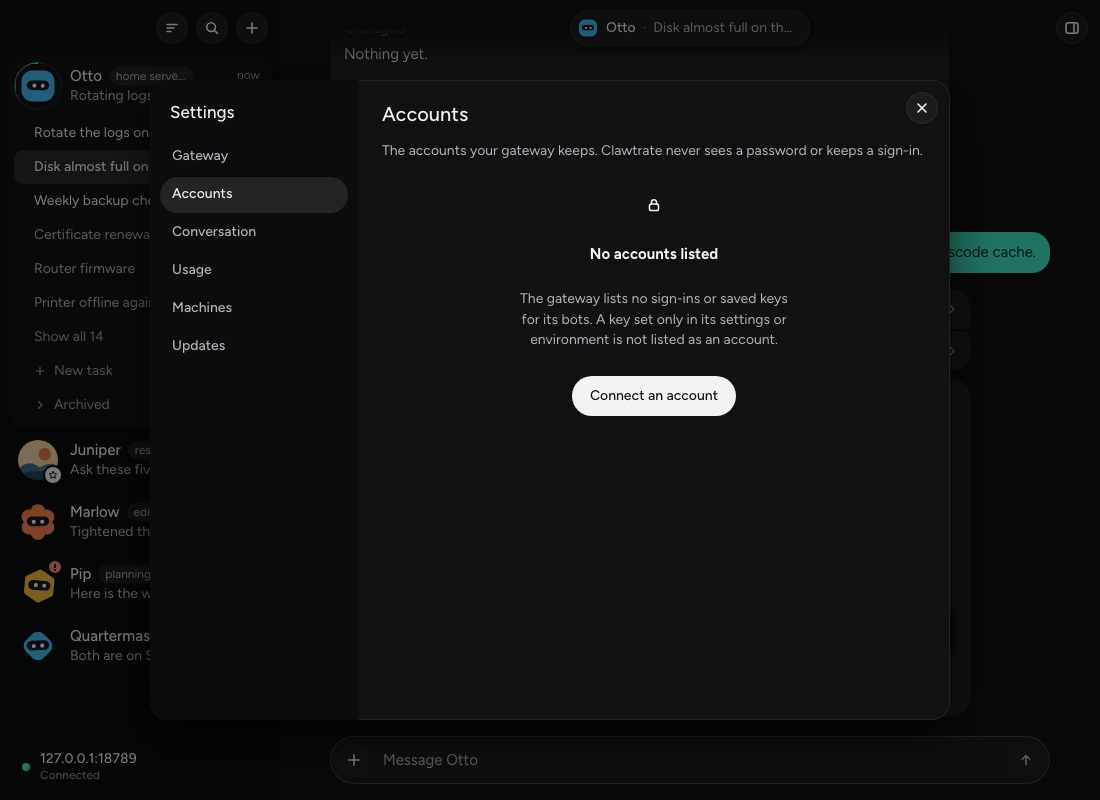 Otto · Disk almost full on th...
Nothing yet.
Otto home serve... now
Rotating logs
Rotate the logs on
Disk almost full on
Weekly backup che
Certificate renewa
Router firmware
Printer offline again
Show all 14
+ New task
Archived
Juniper res
Ask these fiv
Marlow edi
Tightened th
Pip planning
Here is the w
Quartermas
Both are on S
127.0.0.1:18789
Connected
Settings
Gateway
Accounts
Conversation
Usage
Machines
Updates
Accounts
The accounts your gateway keeps. Clawtrate never sees a password or keeps a sign-in.
No accounts listed
The gateway lists no sign-ins or saved keys
for its bots. A key set only in its settings or
environment is not listed as an account.
Connect an account
scode cache.
Message Otto